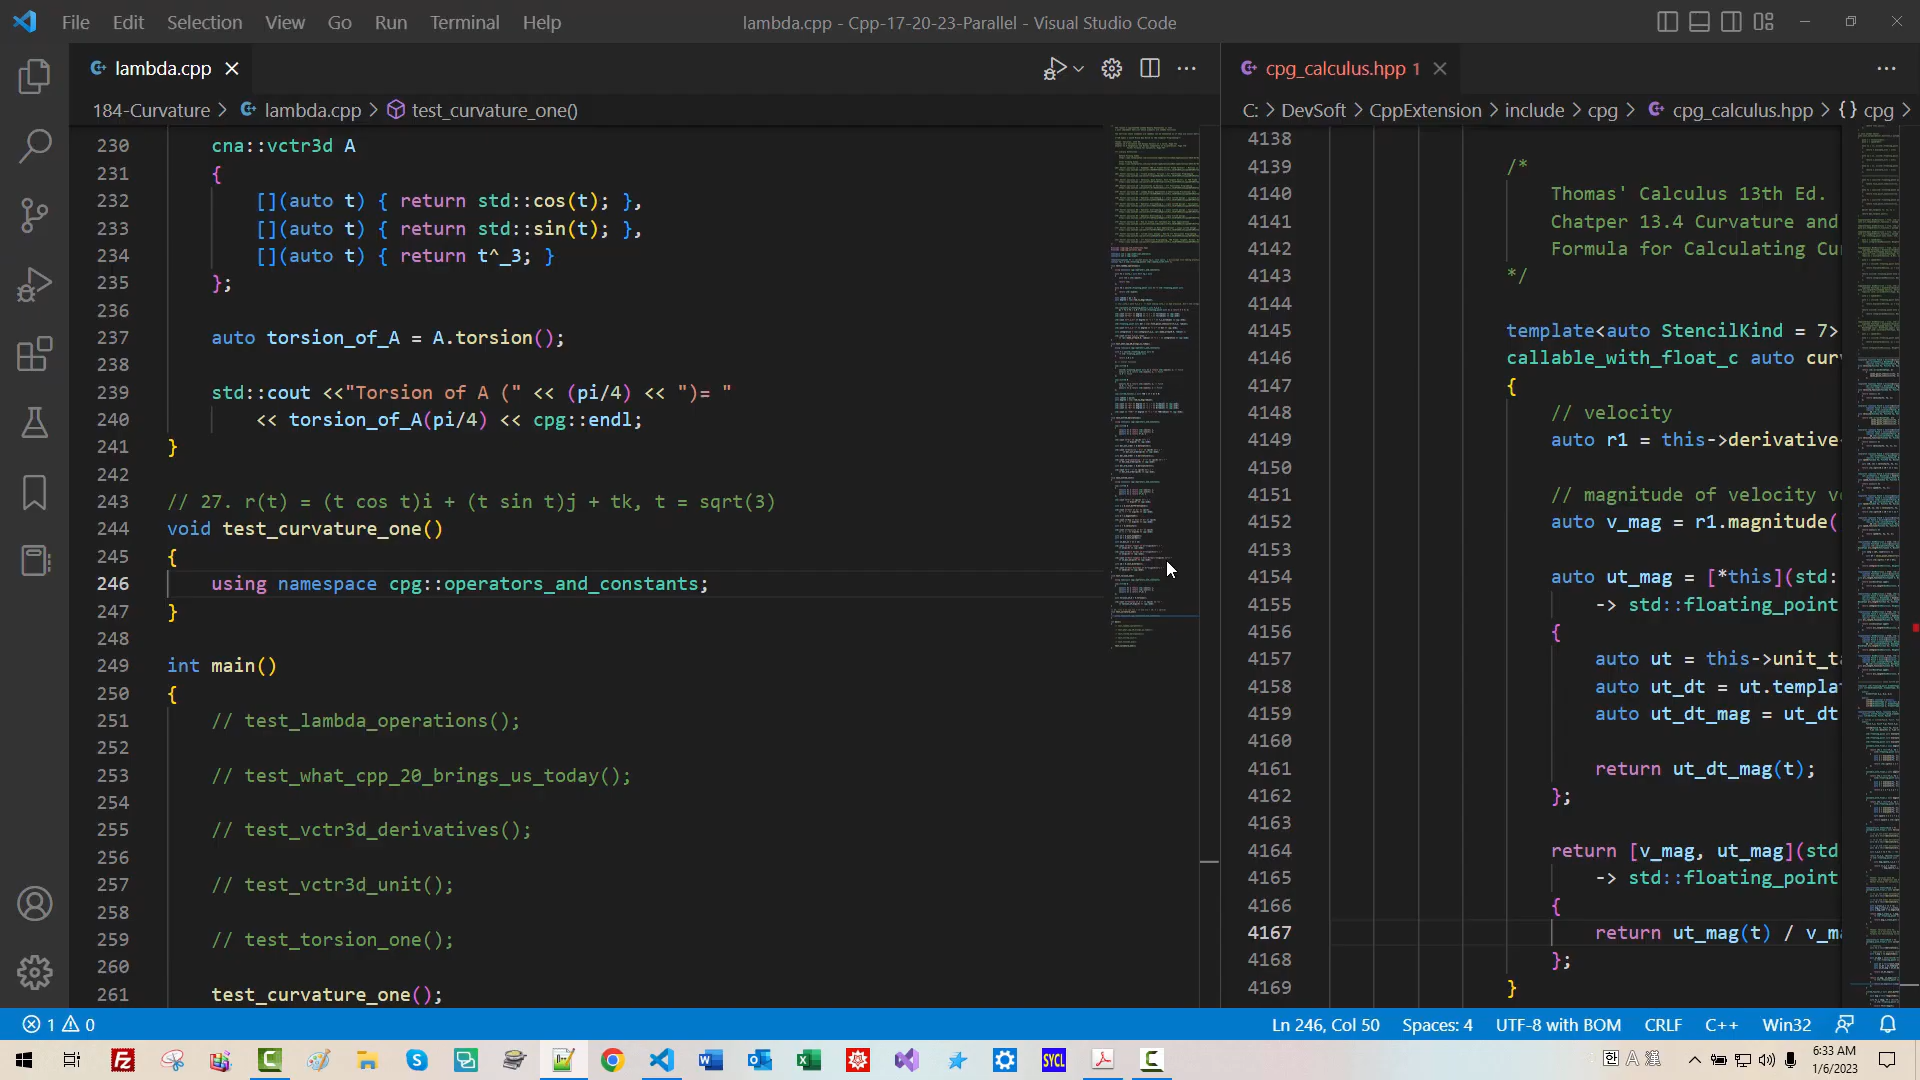 File Edit Selection View Go Run Terminal Help
lambda.cpp - Cpp-17-20-23-Parallel - Visual Studio Code
lambda.cpp
184-Curvature > lambda.cpp > test_curvature_one()
230 cna::vctr3d A
231 {
232 [](auto t) { return std::cos(t); },
233 [](auto t) { return std::sin(t); },
234 [](auto t) { return t^_3; }
235 };
236
237 auto torsion_of_A = A.torsion();
238
239 std::cout <<"Torsion of A (" << (pi/4) << ")= "
240 << torsion_of_A(pi/4) << cpg::endl;
241 }
242
243 // 27. r(t) = (t cos t)i + (t sin t)j + tk, t = sqrt(3)
244 void test_curvature_one()
245 {
246 using namespace cpg::operators_and_constants;
247 }
248
249 int main()
250 {
251 // test_lambda_operations();
252
253 // test_what_cpp_20_brings_us_today();
254
255 // test_vctr3d_derivatives();
256
257 // test_vctr3d_unit();
258
259 // test_torsion_one();
260
261 test_curvature_one();
cpg_calculus.hpp 1
C: > DevSoft > CppExtension > include > cpg > cpg_calculus.hpp > {} cpg >
4138
4139 /*
4140 Thomas' Calculus 13th Ed.
4141 Chatper 13.4 Curvature and
4142 Formula for Calculating Cu
4143 */
4144
4145 template<auto StencilKind = 7>
4146 callable_with_float_c auto cur
4147 {
4148 // velocity
4149 auto r1 = this->derivative
4150
4151 // magnitude of velocity v
4152 auto v_mag = r1.magnitude(
4153
4154 auto ut_mag = [*this](std:
4155 -> std::floating_point
4156 {
4157 auto ut = this->unit_t
4158 auto ut_dt = ut.templa
4159 auto ut_dt_mag = ut_dt
4160
4161 return ut_dt_mag(t);
4162 };
4163
4164 return [v_mag, ut_mag](std
4165 -> std::floating_point
4166 {
4167 return ut_mag(t) / v_m
4168 };
4169 }
1 0
Ln 246, Col 50 Spaces: 4 UTF-8 with BOM CRLF C++ Win32
SYCL
한 A 漢
6:33 AM
1/6/2023